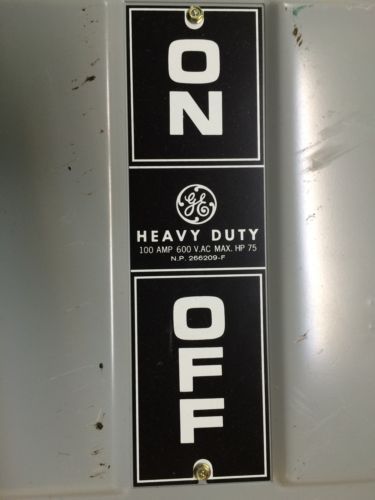 ON
GE
HEAVY DUTY
100 AMP 600 V.AC MAX. HP 75
N.P. 266209-F
OFF